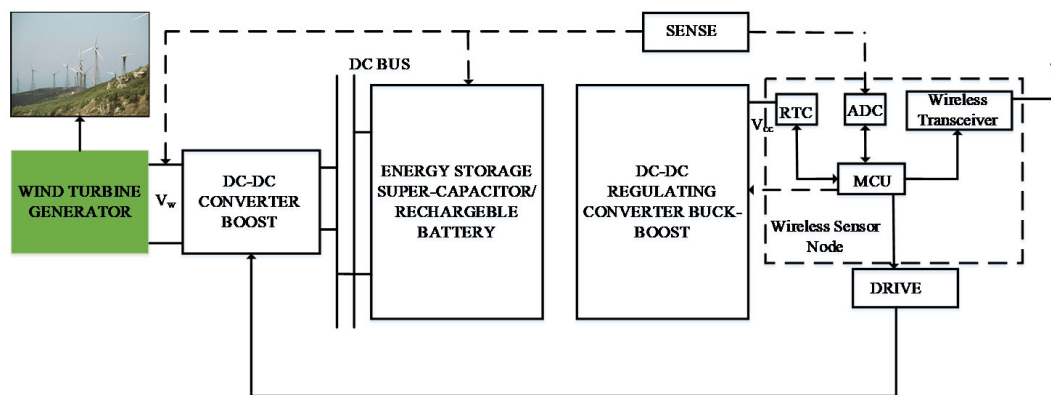 SENSE
DC BUS
WIND TURBINE
GENERATOR
Vw
DC-DC
CONVERTER
BOOST
ENERGY STORAGE
SUPER-CAPACITOR/
RECHARGEBLE
BATTERY
DC-DC
REGULATING
CONVERTER BUCK-
BOOST
Vcc
RTC
ADC
Wireless
Transceiver
MCU
Wireless Sensor
Node
DRIVE